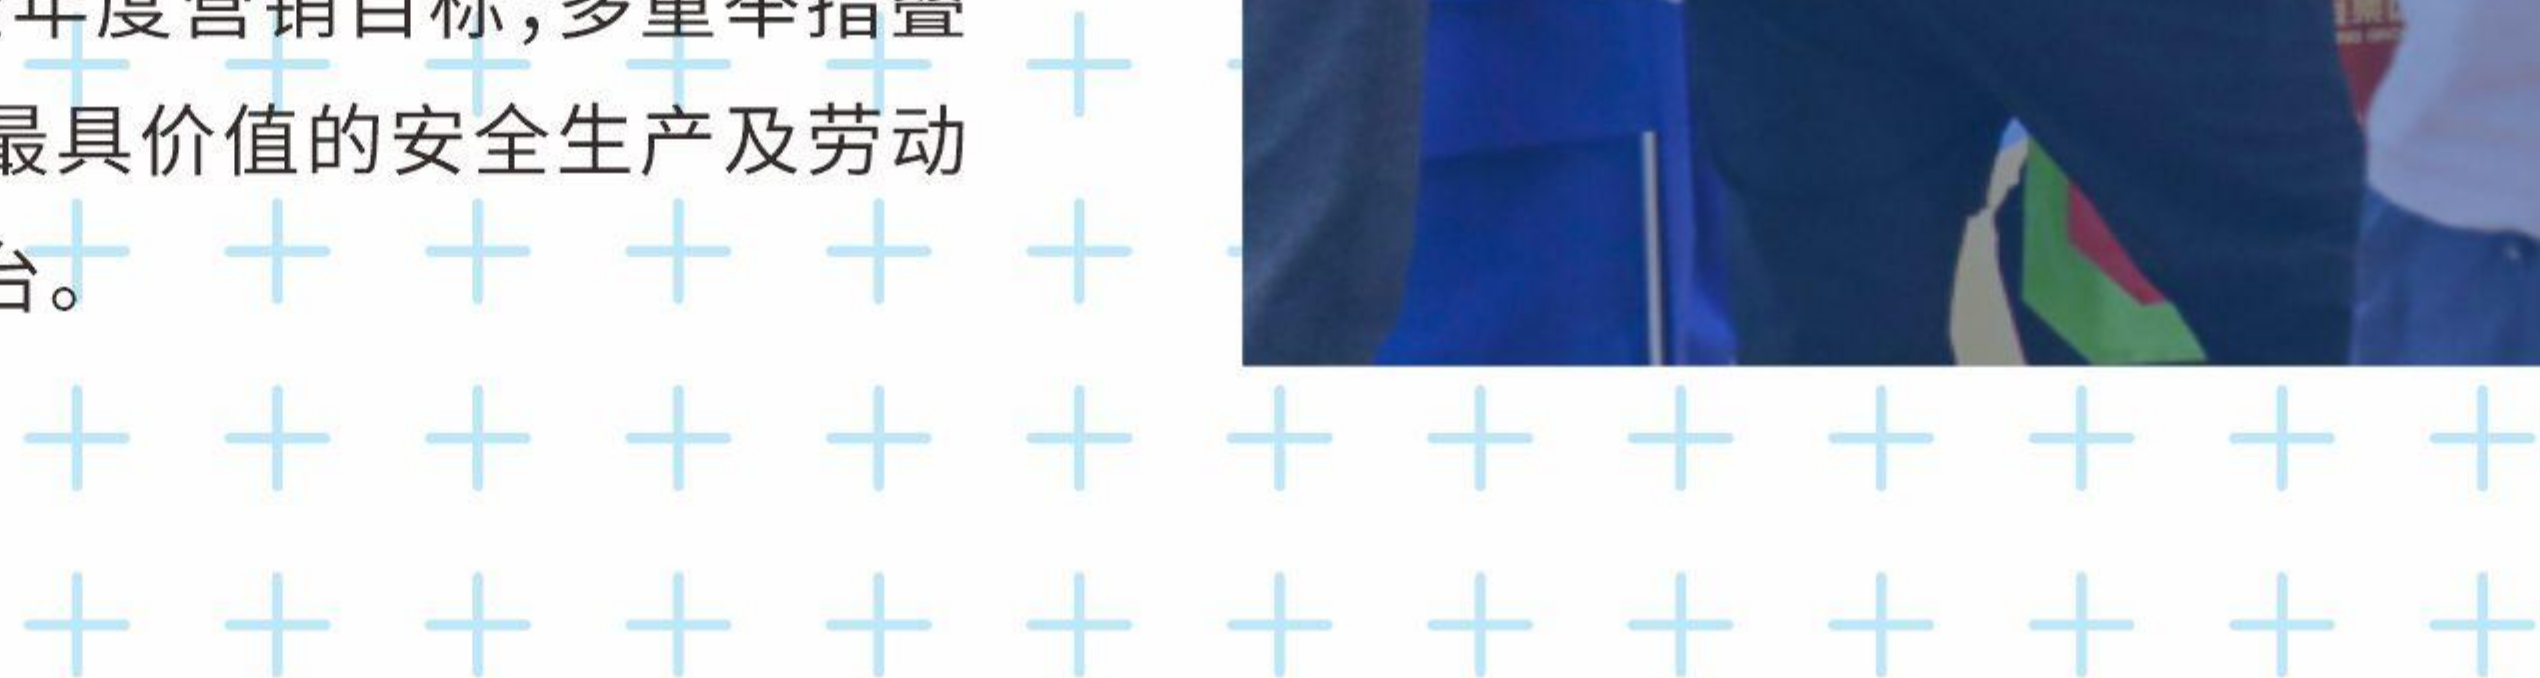 年度营销目标,多重举措叠
最具价值的安全生产及劳动
台。